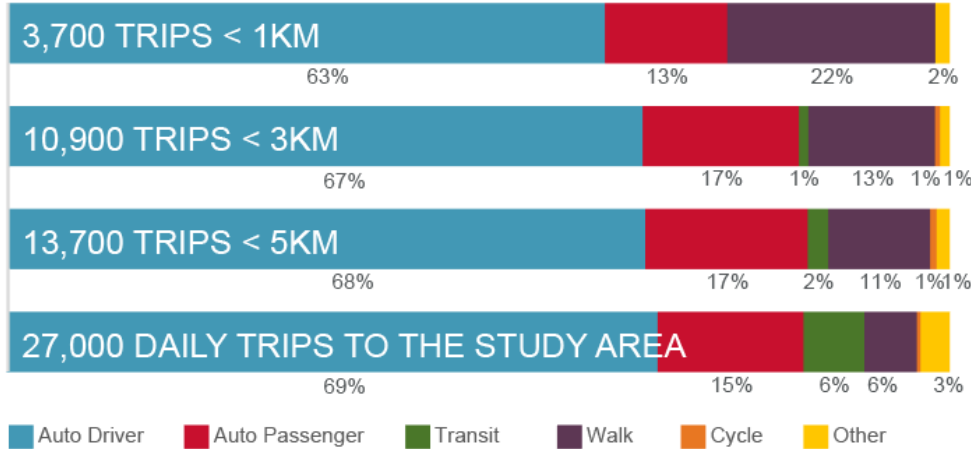 3,700 TRIPS < 1KM
63% 13% 22% 2%
10,900 TRIPS < 3KM
67% 17% 1% 13% 1% 1%
13,700 TRIPS < 5KM
68% 17% 2% 11% 1%1%
27,000 DAILY TRIPS TO THE STUDY AREA
69% 15% 6% 6% 3%
Auto Driver Auto Passenger Transit Walk Cycle Other